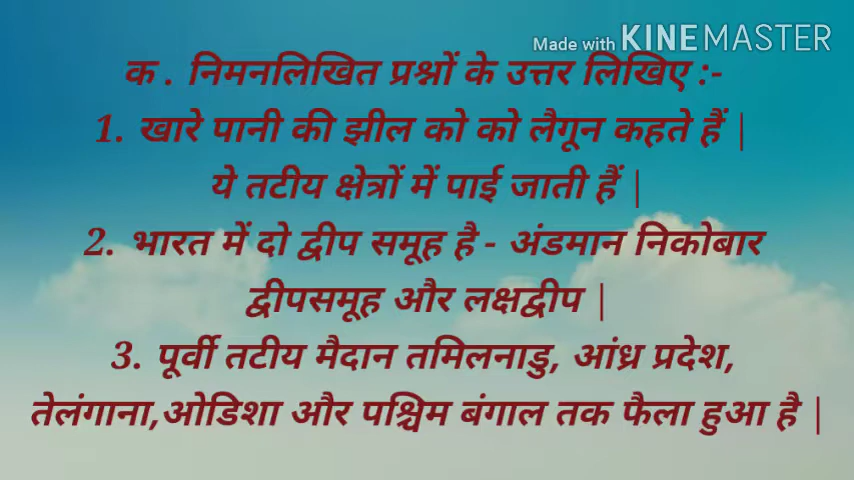 Made with KINEMASTER
क . निमनलिखित प्रश्नों के उत्तर लिखिए :-
1. खारे पानी की झील को को लैगून कहते हैं |
ये तटीय क्षेत्रों में पाई जाती हैं |
2. भारत में दो द्वीप समूह है - अंडमान निकोबार
द्वीपसमूह और लक्षद्वीप |
3. पूर्वी तटीय मैदान तमिलनाडु, आंध्र प्रदेश,
तेलंगाना,ओडिशा और पश्चिम बंगाल तक फैला हुआ है |